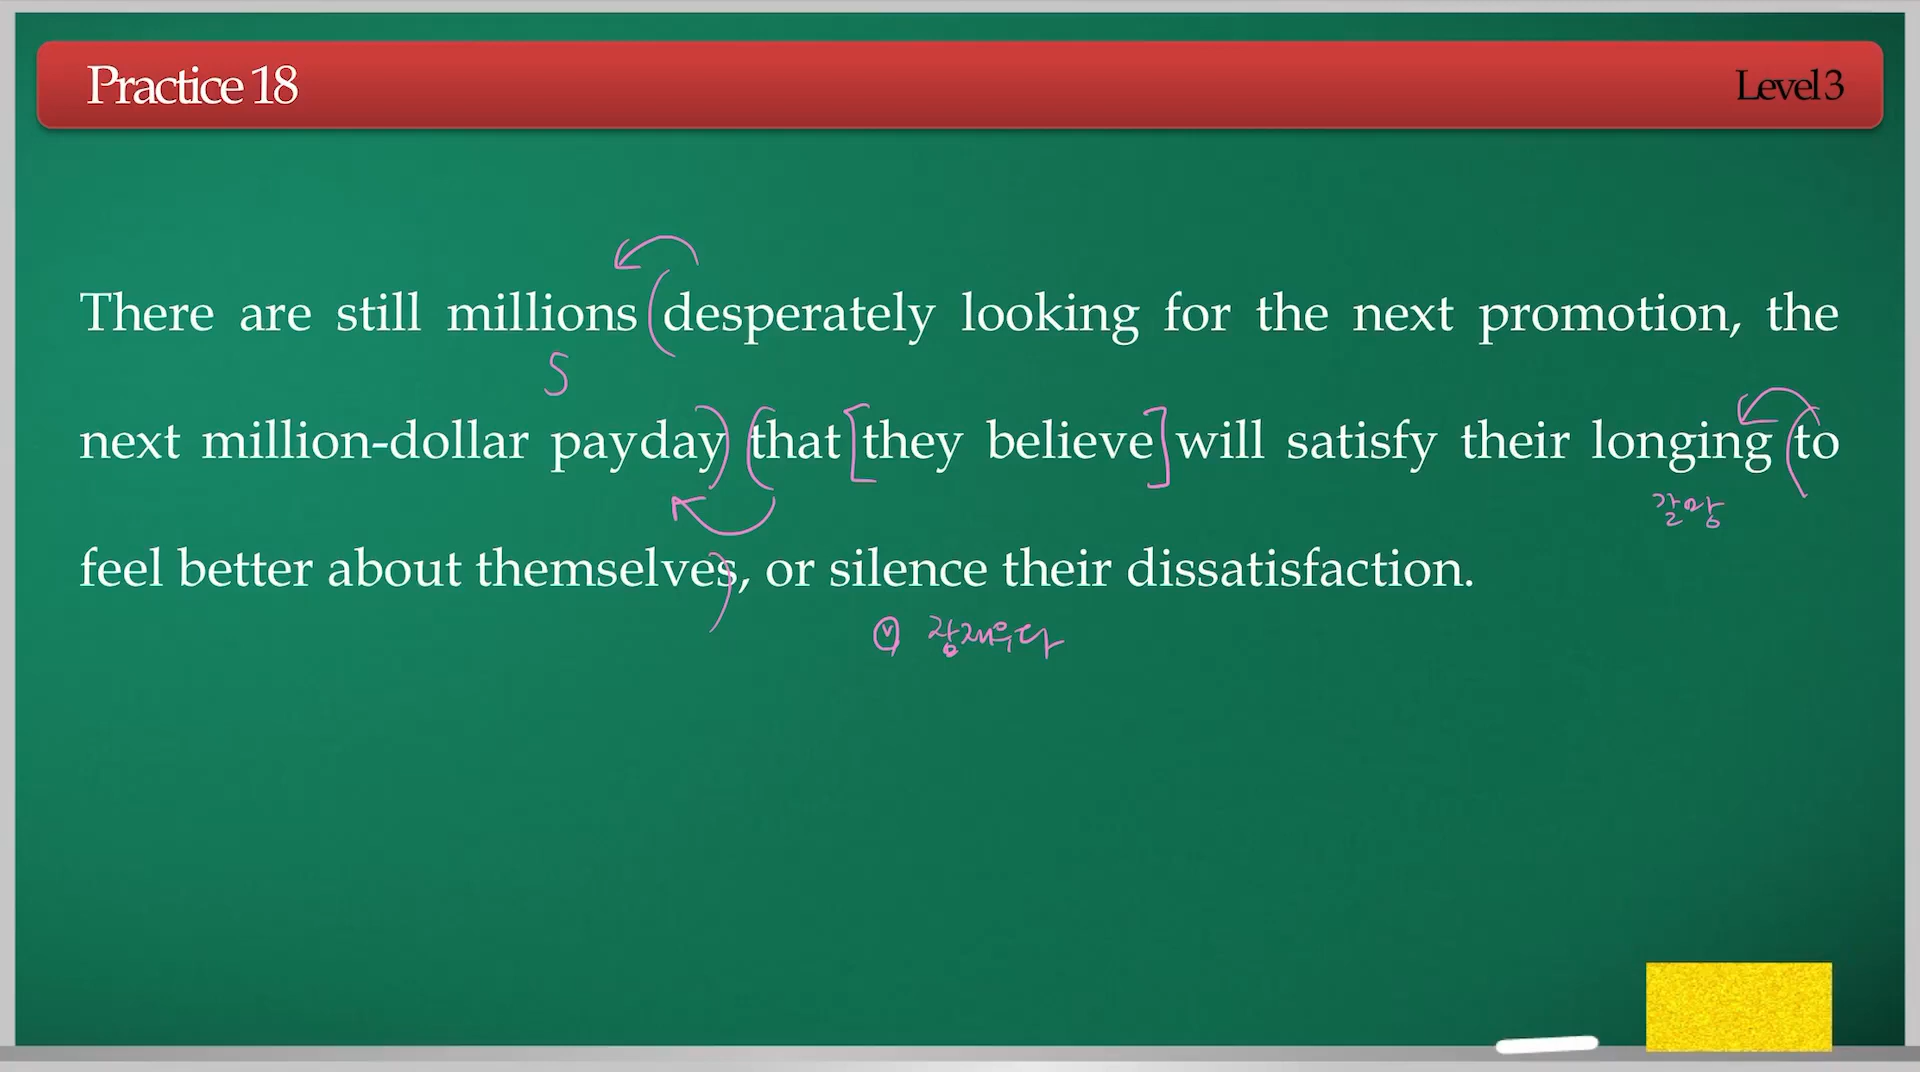 Practice 18
Level 3
There are still millions desperately looking for the next promotion, the
S
next million-dollar payday that they believe will satisfy their longing to
갈망
feel better about themselves, or silence their dissatisfaction.
v 잠재우다